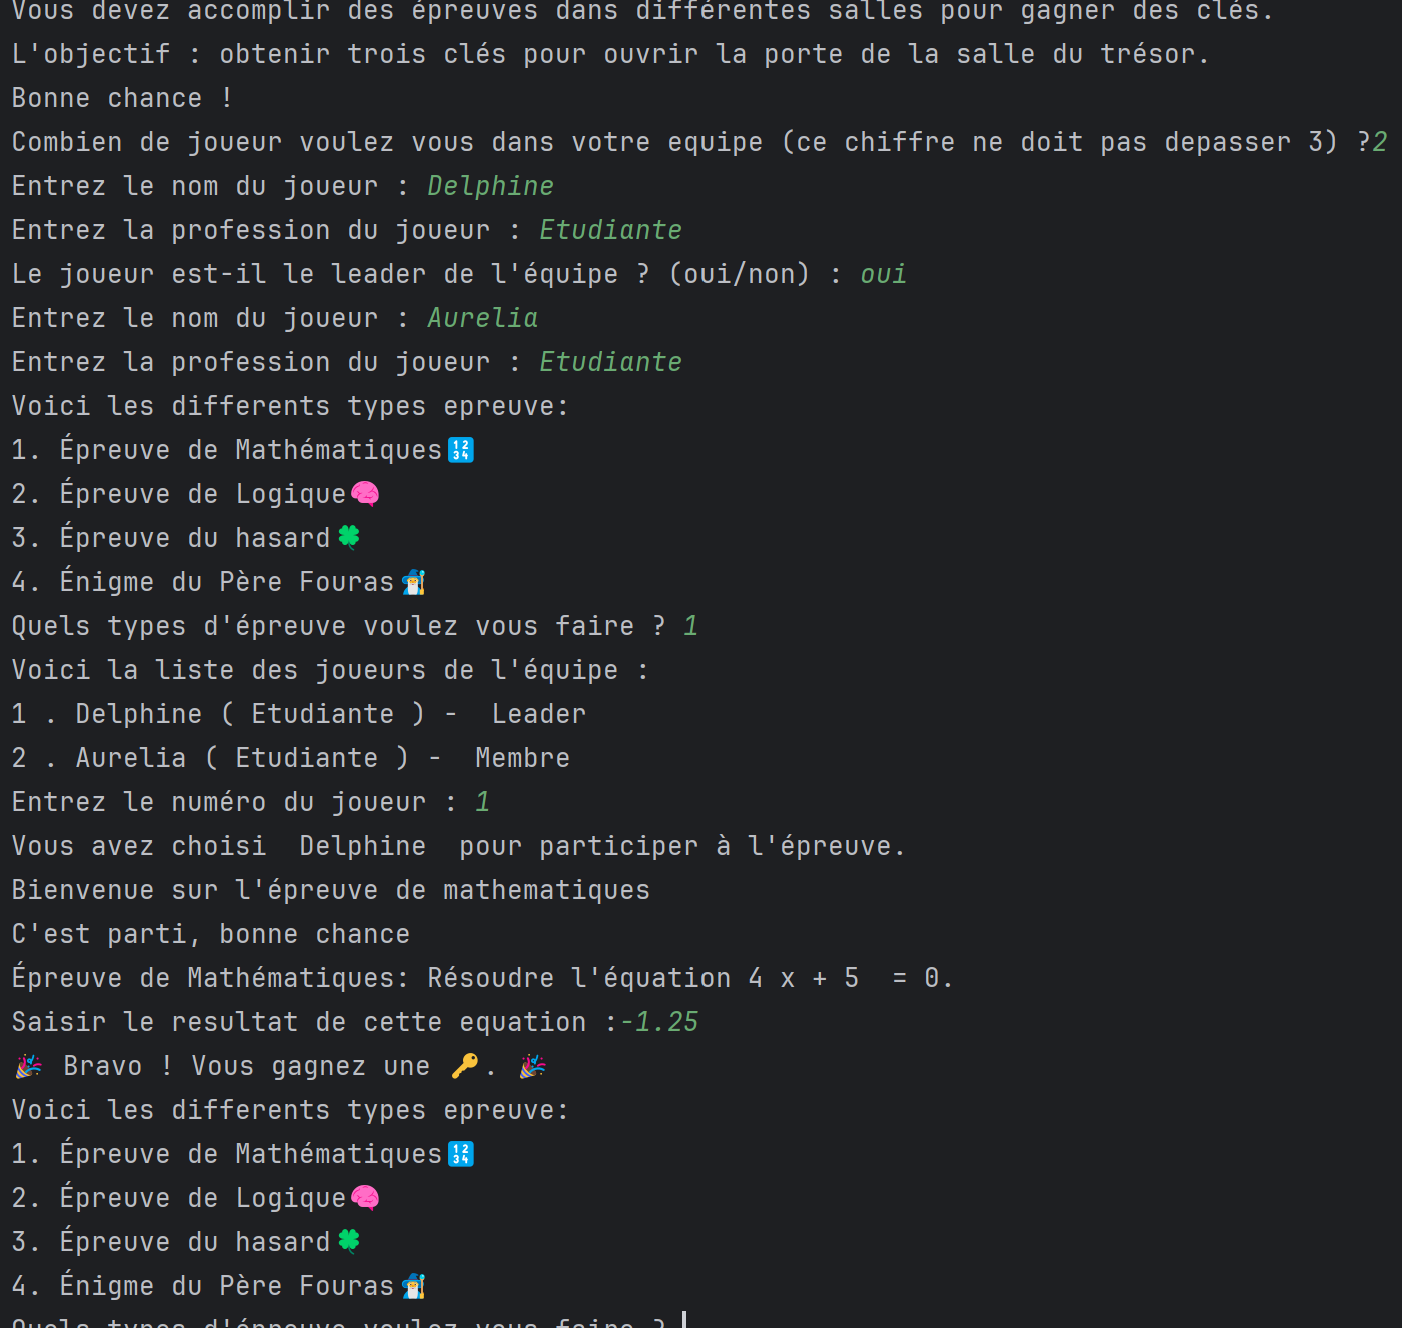 Vous devez accomplir des épreuves dans différentes salles pour gagner des clés.
L'objectif : obtenir trois clés pour ouvrir la porte de la salle du trésor.
Bonne chance !
Combien de joueur voulez vous dans votre equipe (ce chiffre ne doit pas depasser 3) ?2
Entrez le nom du joueur : Delphine
Entrez la profession du joueur : Etudiante
Le joueur est-il le leader de l'équipe ? (oui/non) : oui
Entrez le nom du joueur : Aurelia
Entrez la profession du joueur : Etudiante
Voici les differents types epreuve:
1. Épreuve de Mathématiques🔢
2. Épreuve de Logique🧠
3. Épreuve du hasard🍀
4. Énigme du Père Fouras🧙‍♂️
Quels types d'épreuve voulez vous faire ? 1
Voici la liste des joueurs de l'équipe :
1 . Delphine ( Etudiante ) -  Leader
2 . Aurelia ( Etudiante ) -  Membre
Entrez le numéro du joueur : 1
Vous avez choisi  Delphine  pour participer à l'épreuve.
Bienvenue sur l'épreuve de mathematiques
C'est parti, bonne chance
Épreuve de Mathématiques: Résoudre l'équation 4 x + 5  = 0.
Saisir le resultat de cette equation :-1.25
🎉 Bravo ! Vous gagnez une 🔑. 🎉
Voici les differents types epreuve:
1. Épreuve de Mathématiques🔢
2. Épreuve de Logique🧠
3. Épreuve du hasard🍀
4. Énigme du Père Fouras🧙‍♂️
Quels types d'épreuve voulez vous faire ?